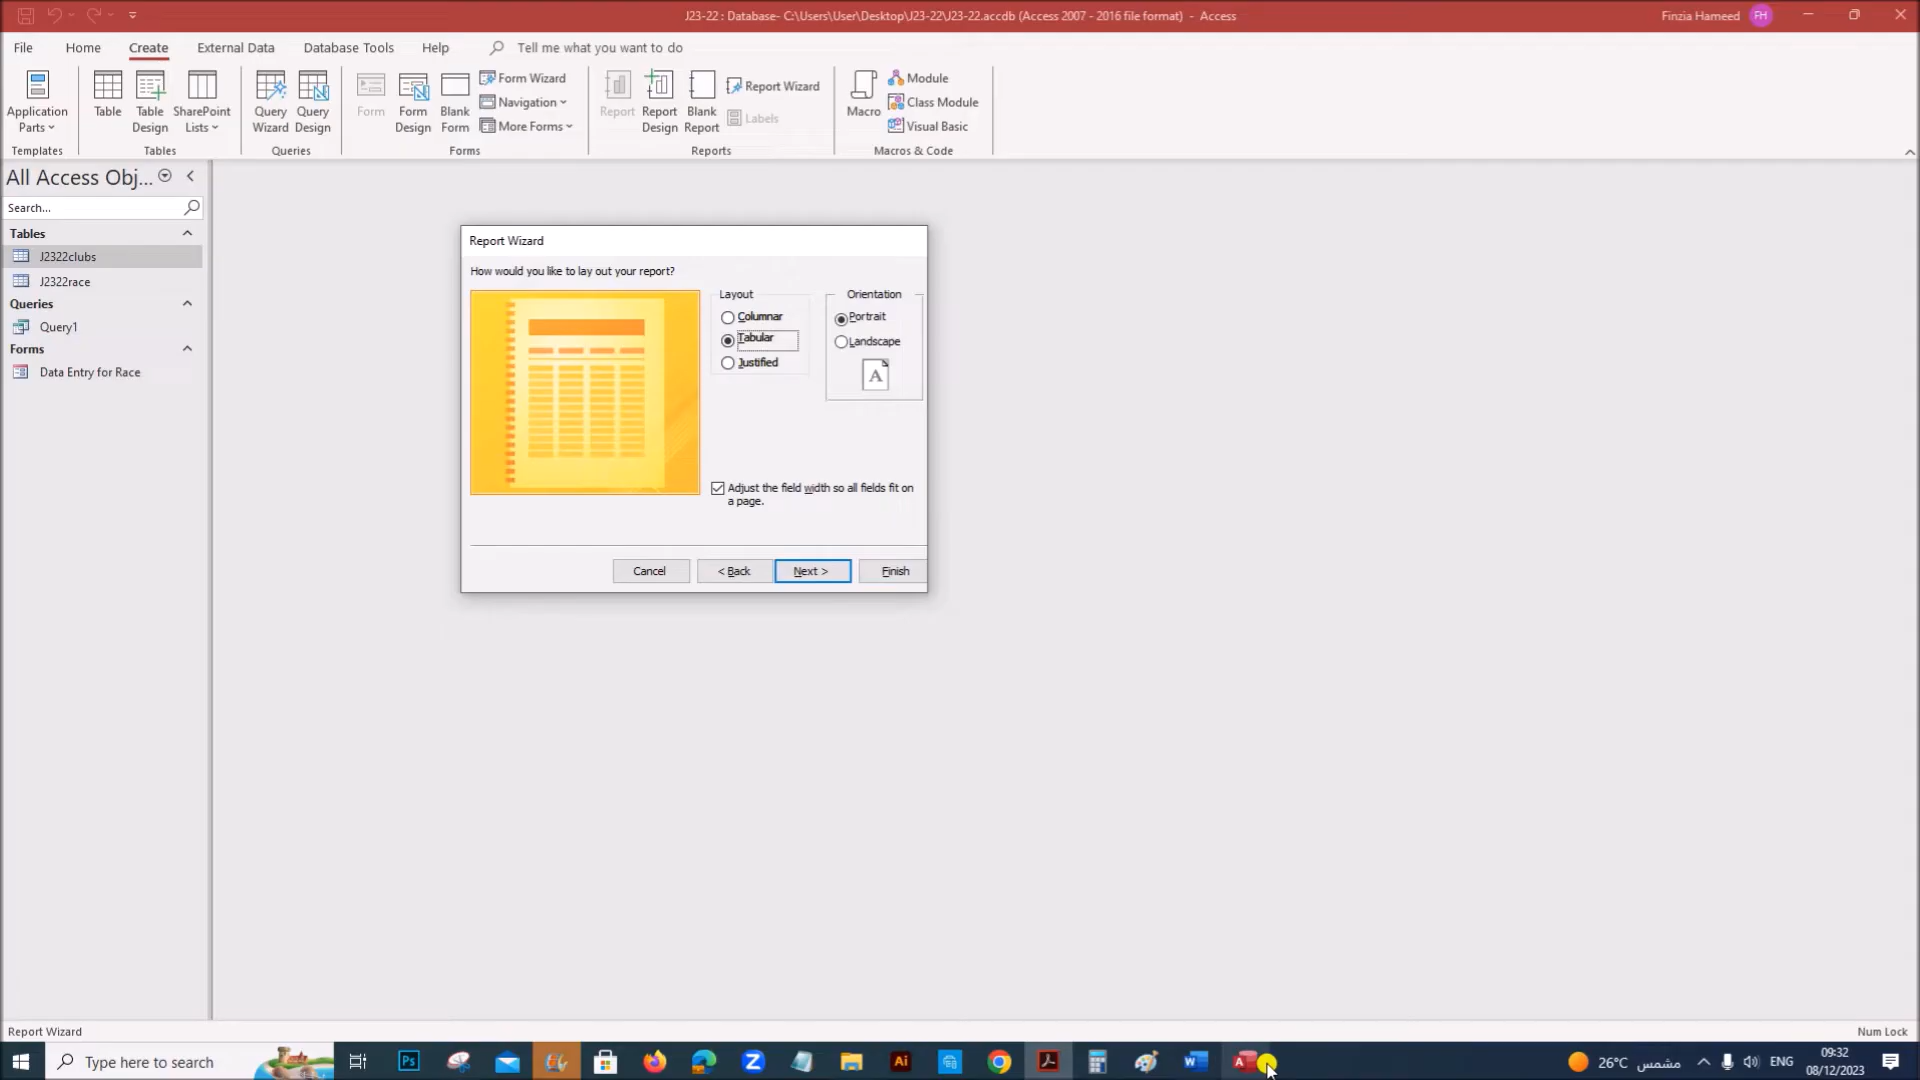 J23-22 : Database- C:\Users\User\Desktop\J23-22\J23-22.accdb (Access 2007 - 2016 file format) - Access
Finzia Hameed
FH
File
Home
Create
External Data
Database Tools
Help
Tell me what you want to do
Application Parts
Table
Table Design
SharePoint Lists
Query Wizard
Query Design
Form
Form Design
Blank Form
Form Wizard
Navigation
More Forms
Report
Report Design
Blank Report
Report Wizard
Labels
Macro
Module
Class Module
Visual Basic
Templates
Tables
Queries
Forms
Reports
Macros & Code
All Access Obj...
Search...
Tables
J2322clubs
J2322race
Queries
Query1
Forms
Data Entry for Race
Report Wizard
How would you like to lay out your report?
Layout
Columnar
Tabular
Justified
Orientation
Portrait
Landscape
A
Adjust the field width so all fields fit on
a page.
Cancel
< Back
Next >
Finish
Report Wizard
Num Lock
Type here to search
Ps
Z
Ai
W
A
26°C
مشمس
ENG
09:32
08/12/2023